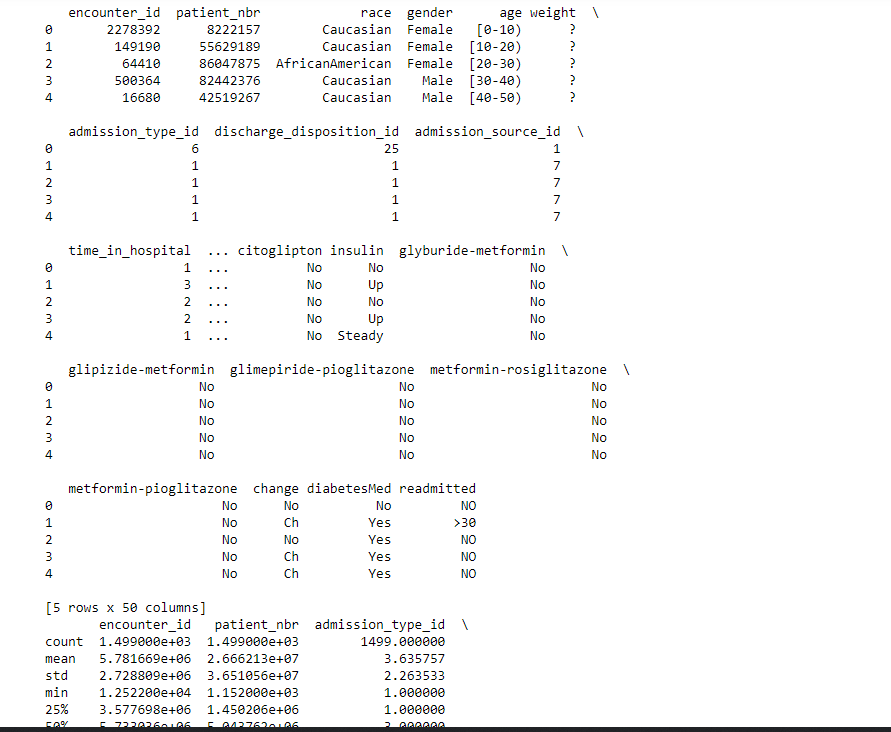 encounter_id patient_nbr race gender age weight \
0 2278392 8222157 Caucasian Female [0-10) ?
1 149190 55629189 Caucasian Female [10-20) ?
2 64410 86047875 AfricanAmerican Female [20-30) ?
3 500364 82442376 Caucasian Male [30-40) ?
4 16680 42519267 Caucasian Male [40-50) ?
admission_type_id discharge_disposition_id admission_source_id \
0 6 25 1
1 1 1 7
2 1 1 7
3 1 1 7
4 1 1 7
time_in_hospital ... citoglipton insulin glyburide-metformin \
0 1 ... No No No
1 3 ... No Up No
2 2 ... No No No
3 2 ... No Up No
4 1 ... No Steady No
glipizide-metformin glimepiride-pioglitazone metformin-rosiglitazone \
0 No No No
1 No No No
2 No No No
3 No No No
4 No No No
metformin-pioglitazone change diabetesMed readmitted
0 No No No NO
1 No Ch Yes >30
2 No No Yes NO
3 No Ch Yes NO
4 No Ch Yes NO
[5 rows x 50 columns]
encounter_id patient_nbr admission_type_id \
count 1.499000e+03 1.499000e+03 1499.000000
mean 5.781669e+06 2.666213e+07 3.635757
std 2.728809e+06 3.651056e+07 2.263533
min 1.252200e+04 1.152000e+03 1.000000
25% 3.577698e+06 1.450206e+06 1.000000
50%